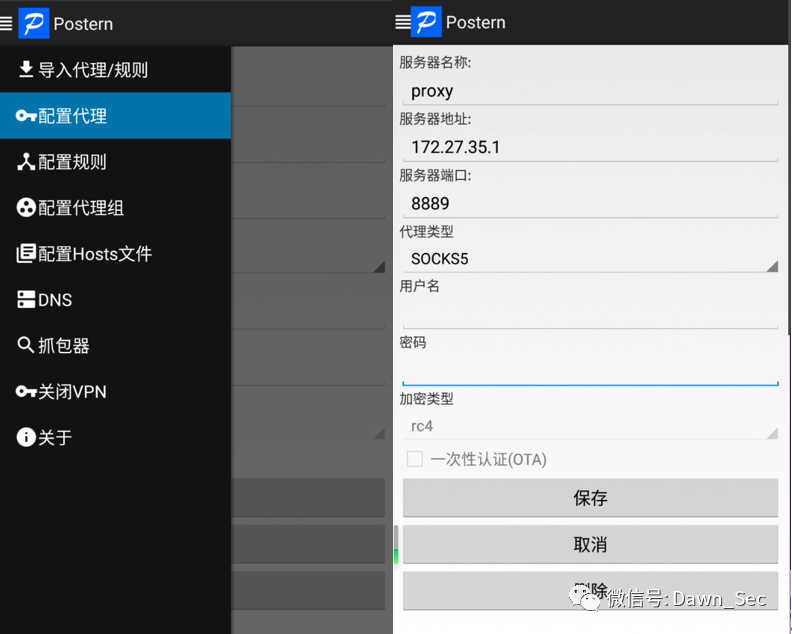 Postern
导入代理/规则
配置代理
配置规则
配置代理组
配置Hosts文件
DNS
抓包器
关闭VPN
关于
Postern
服务器名称:
proxy
服务器地址:
172.27.35.1
服务器端口:
8889
代理类型
SOCKS5
用户名
密码
加密类型
rc4
一次性认证(OTA)
保存
取消
删除
微信号: Dawn_Sec